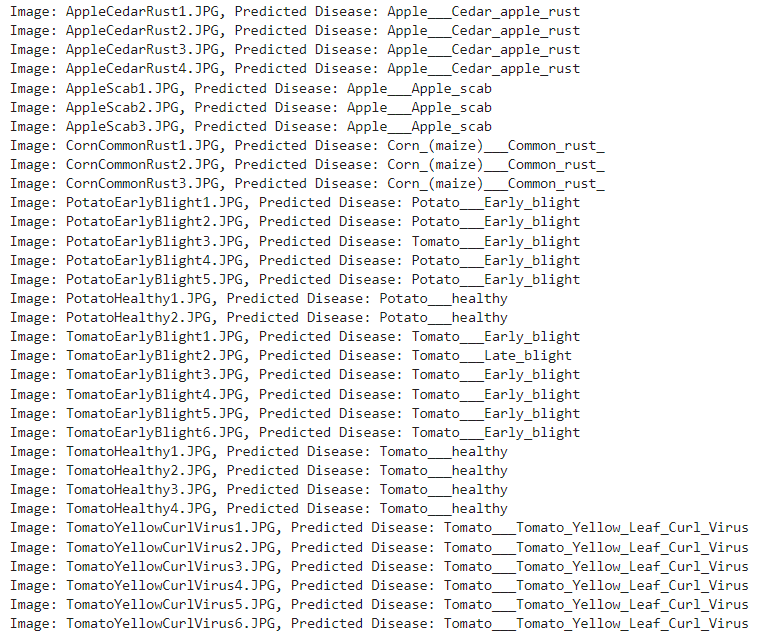 Image: AppleCedarRust1.JPG, Predicted Disease: Apple___Cedar_apple_rust
Image: AppleCedarRust2.JPG, Predicted Disease: Apple___Cedar_apple_rust
Image: AppleCedarRust3.JPG, Predicted Disease: Apple___Cedar_apple_rust
Image: AppleCedarRust4.JPG, Predicted Disease: Apple___Cedar_apple_rust
Image: AppleScab1.JPG, Predicted Disease: Apple___Apple_scab
Image: AppleScab2.JPG, Predicted Disease: Apple___Apple_scab
Image: AppleScab3.JPG, Predicted Disease: Apple___Apple_scab
Image: CornCommonRust1.JPG, Predicted Disease: Corn_(maize)___Common_rust_
Image: CornCommonRust2.JPG, Predicted Disease: Corn_(maize)___Common_rust_
Image: CornCommonRust3.JPG, Predicted Disease: Corn_(maize)___Common_rust_
Image: PotatoEarlyBlight1.JPG, Predicted Disease: Potato___Early_blight
Image: PotatoEarlyBlight2.JPG, Predicted Disease: Potato___Early_blight
Image: PotatoEarlyBlight3.JPG, Predicted Disease: Tomato___Early_blight
Image: PotatoEarlyBlight4.JPG, Predicted Disease: Potato___Early_blight
Image: PotatoEarlyBlight5.JPG, Predicted Disease: Potato___Early_blight
Image: PotatoHealthy1.JPG, Predicted Disease: Potato___healthy
Image: PotatoHealthy2.JPG, Predicted Disease: Potato___healthy
Image: TomatoEarlyBlight1.JPG, Predicted Disease: Tomato___Early_blight
Image: TomatoEarlyBlight2.JPG, Predicted Disease: Tomato___Late_blight
Image: TomatoEarlyBlight3.JPG, Predicted Disease: Tomato___Early_blight
Image: TomatoEarlyBlight4.JPG, Predicted Disease: Tomato___Early_blight
Image: TomatoEarlyBlight5.JPG, Predicted Disease: Tomato___Early_blight
Image: TomatoEarlyBlight6.JPG, Predicted Disease: Tomato___Early_blight
Image: TomatoHealthy1.JPG, Predicted Disease: Tomato___healthy
Image: TomatoHealthy2.JPG, Predicted Disease: Tomato___healthy
Image: TomatoHealthy3.JPG, Predicted Disease: Tomato___healthy
Image: TomatoHealthy4.JPG, Predicted Disease: Tomato___healthy
Image: TomatoYellowCurlVirus1.JPG, Predicted Disease: Tomato___Tomato_Yellow_Leaf_Curl_Virus
Image: TomatoYellowCurlVirus2.JPG, Predicted Disease: Tomato___Tomato_Yellow_Leaf_Curl_Virus
Image: TomatoYellowCurlVirus3.JPG, Predicted Disease: Tomato___Tomato_Yellow_Leaf_Curl_Virus
Image: TomatoYellowCurlVirus4.JPG, Predicted Disease: Tomato___Tomato_Yellow_Leaf_Curl_Virus
Image: TomatoYellowCurlVirus5.JPG, Predicted Disease: Tomato___Tomato_Yellow_Leaf_Curl_Virus
Image: TomatoYellowCurlVirus6.JPG, Predicted Disease: Tomato___Tomato_Yellow_Leaf_Curl_Virus